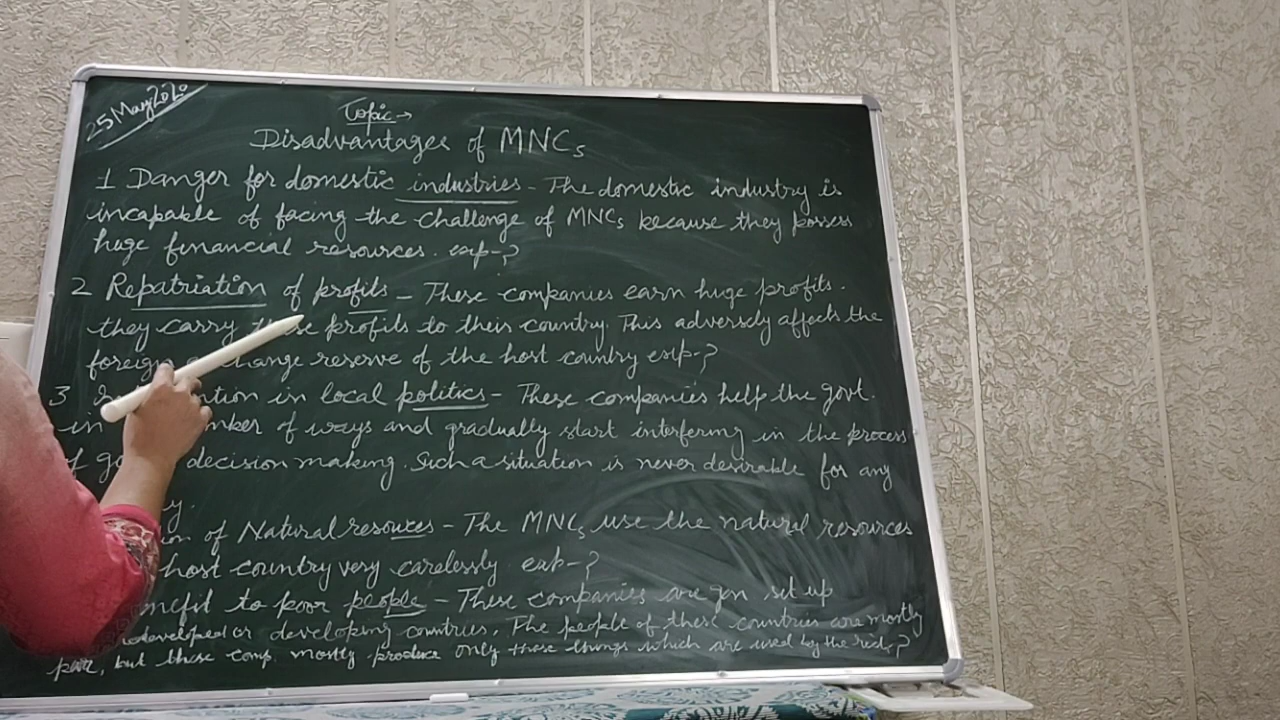 25 May 2020
Topic→
Disadvantages of MNCs
1 Danger for domestic industries - The domestic industry is
incapable of facing the challenge of MNCs because they possess
huge financial resources. exp-?
2 Repatriation of profits - These companies earn huge profits.
they carry these profits to their country. This adversely affects the
foreign change reserve of the host country exp-?
3 in local politics - These companies help the govt.
in of ways and gradually start interfering in the process
decision making. Such a situation is never desirable for any
y.
of Natural resouces - The MNCs use the natural resources
host country very carelessly exp-?
to poor people - These companies are gen set up
or developing countries. The people of these countries are mostly
poor, but these comp. mostly produce only those things which are used by the rich?